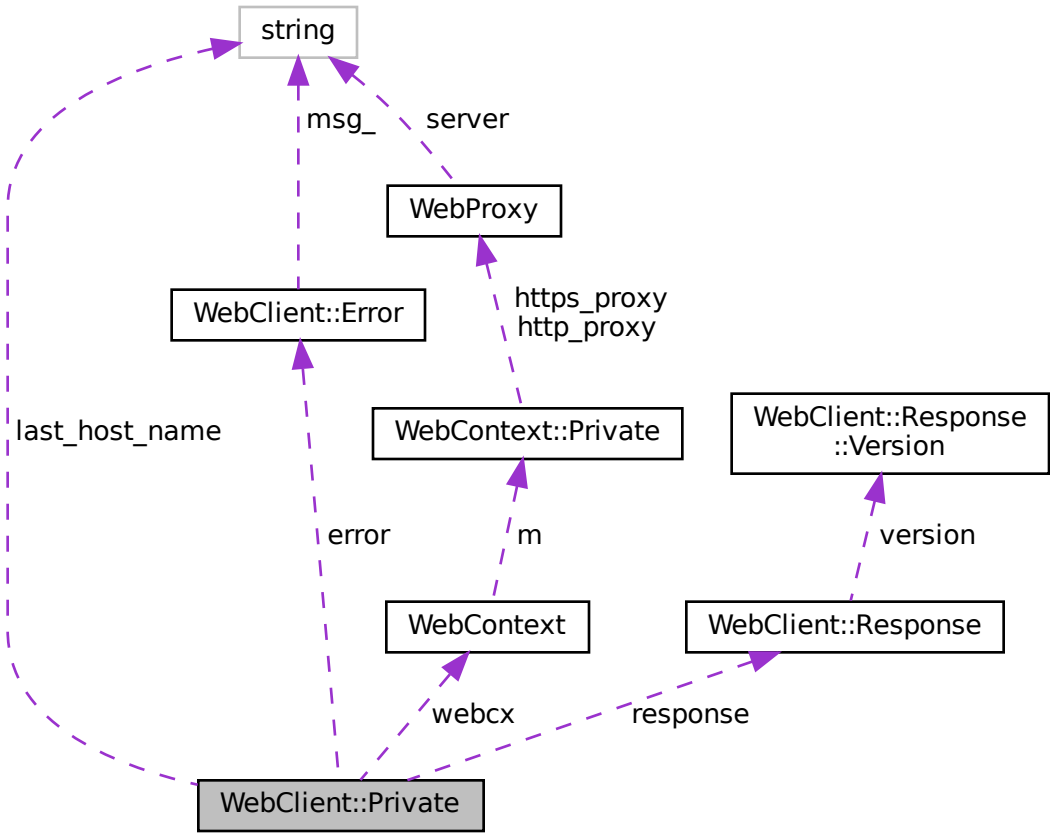 string
msg_
server
WebProxy
https_proxy
http_proxy
WebClient::Error
last_host_name
WebContext::Private
WebClient::Response
::Version
error
m
version
WebContext
WebClient::Response
webcx
response
WebClient::Private